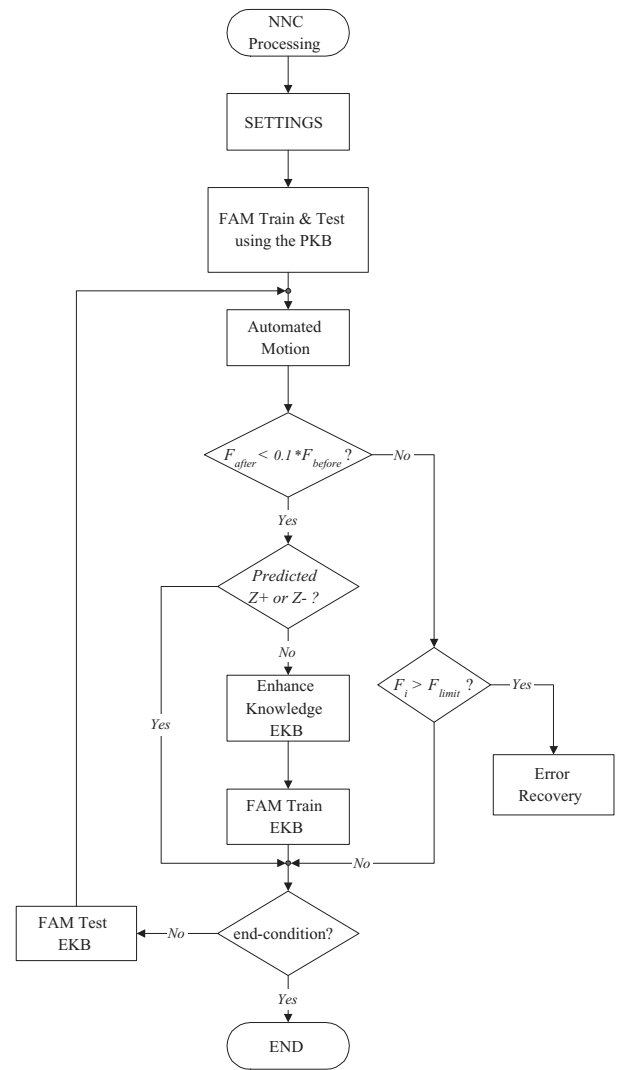 NNC
Processing
SETTINGS
FAM Train & Test
using the PKB
Automated
Motion
F_after < 0.1*F_before ?
No
Yes
Predicted
Z+ or Z- ?
No
Yes
Enhance
Knowledge
EKB
F_i > F_limit ?
Yes
Error
Recovery
FAM Train
EKB
No
end-condition?
No
FAM Test
EKB
Yes
END